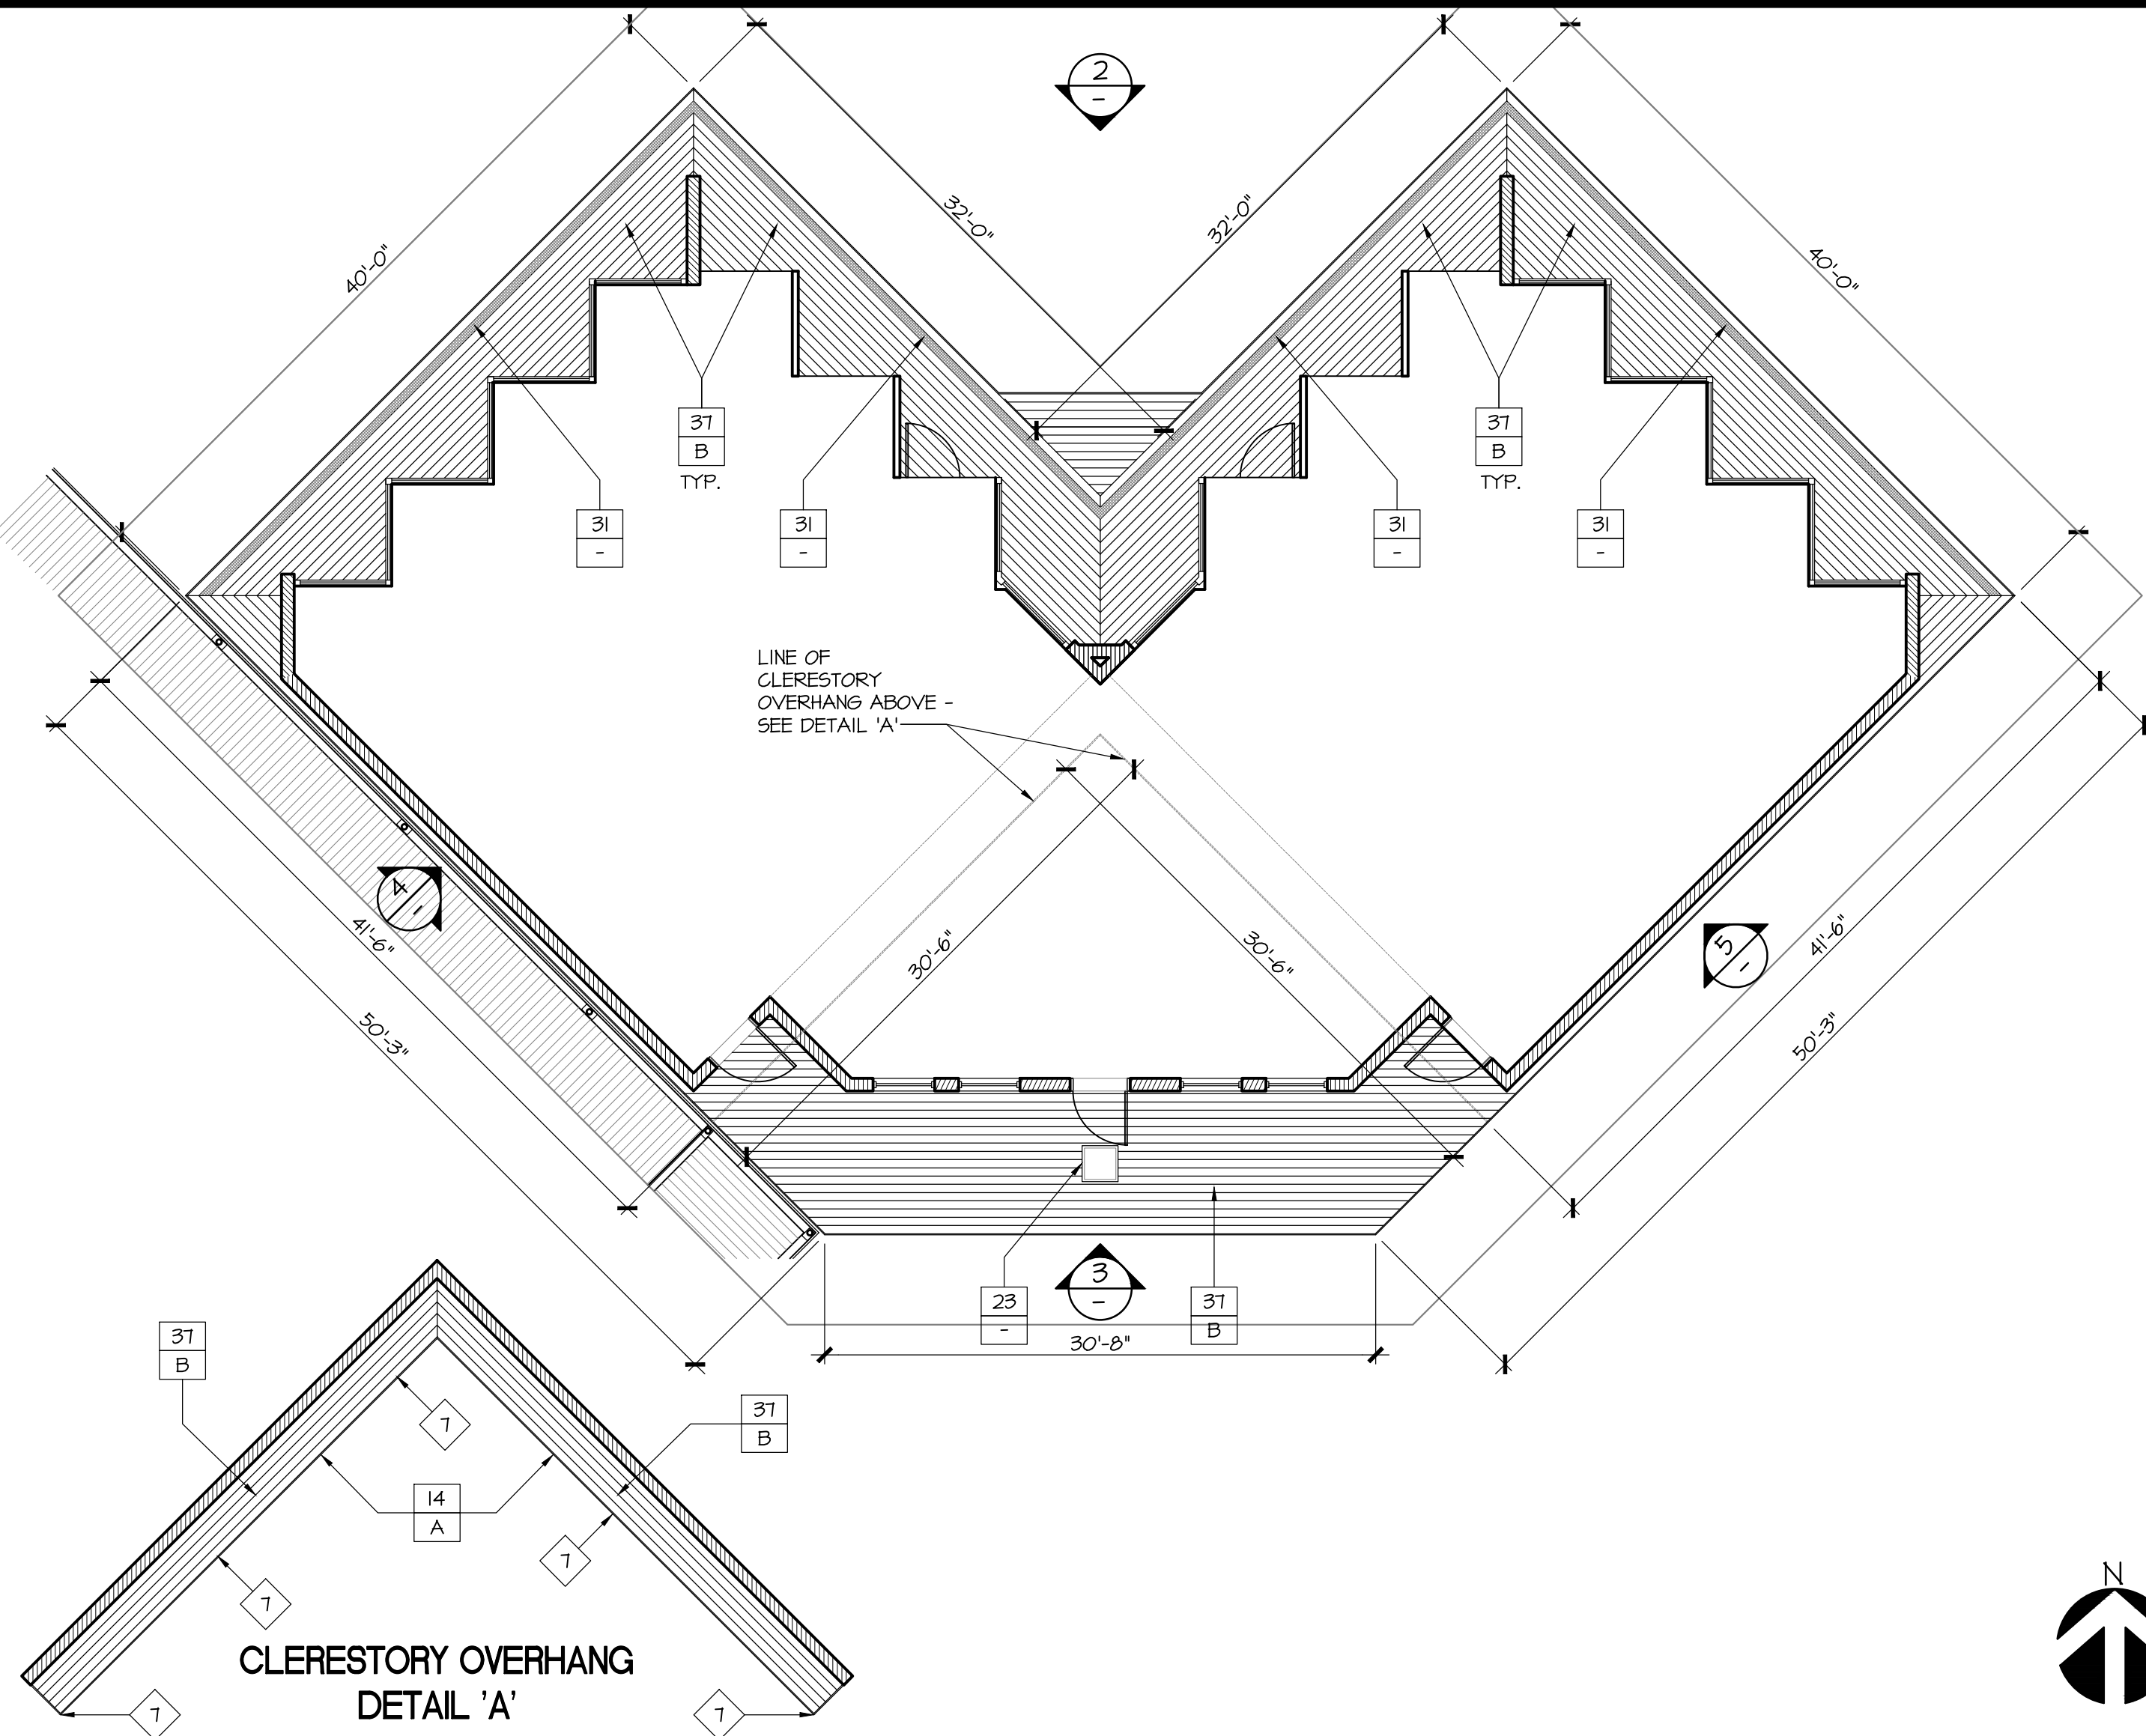 2
-
40'-0"
32'-0"
32'-0"
40'-0"
37
B
TYP.
37
B
TYP.
31
-
31
-
31
-
31
-
LINE OF
CLERESTORY
OVERHANG ABOVE -
SEE DETAIL 'A'
4
-
5
-
41'-6"
30'-6"
30'-6"
41'-6"
50'-3"
50'-3"
23
-
3
-
37
B
30'-8"
37
B
37
B
7
14
A
7
7
CLERESTORY OVERHANG
DETAIL 'A'
7
7
N